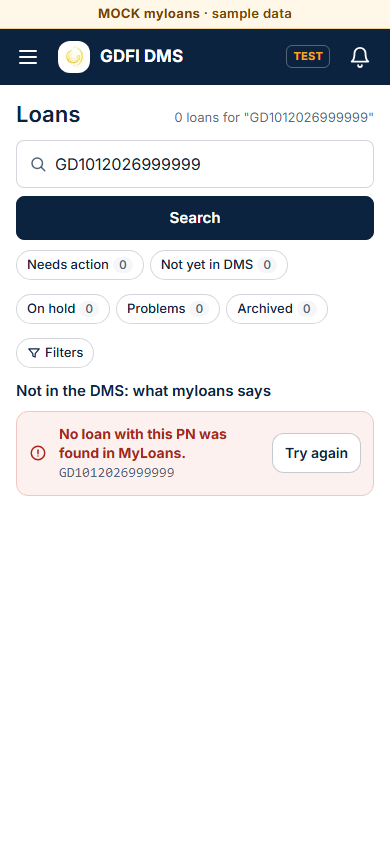 MOCK myloans · sample data
GDFI DMS
TEST
Loans
0 loans for "GD1012026999999"
GD1012026999999
Search
Needs action 0
Not yet in DMS 0
On hold 0
Problems 0
Archived 0
Filters
Not in the DMS: what myloans says
No loan with this PN was
found in MyLoans.
GD1012026999999
Try again